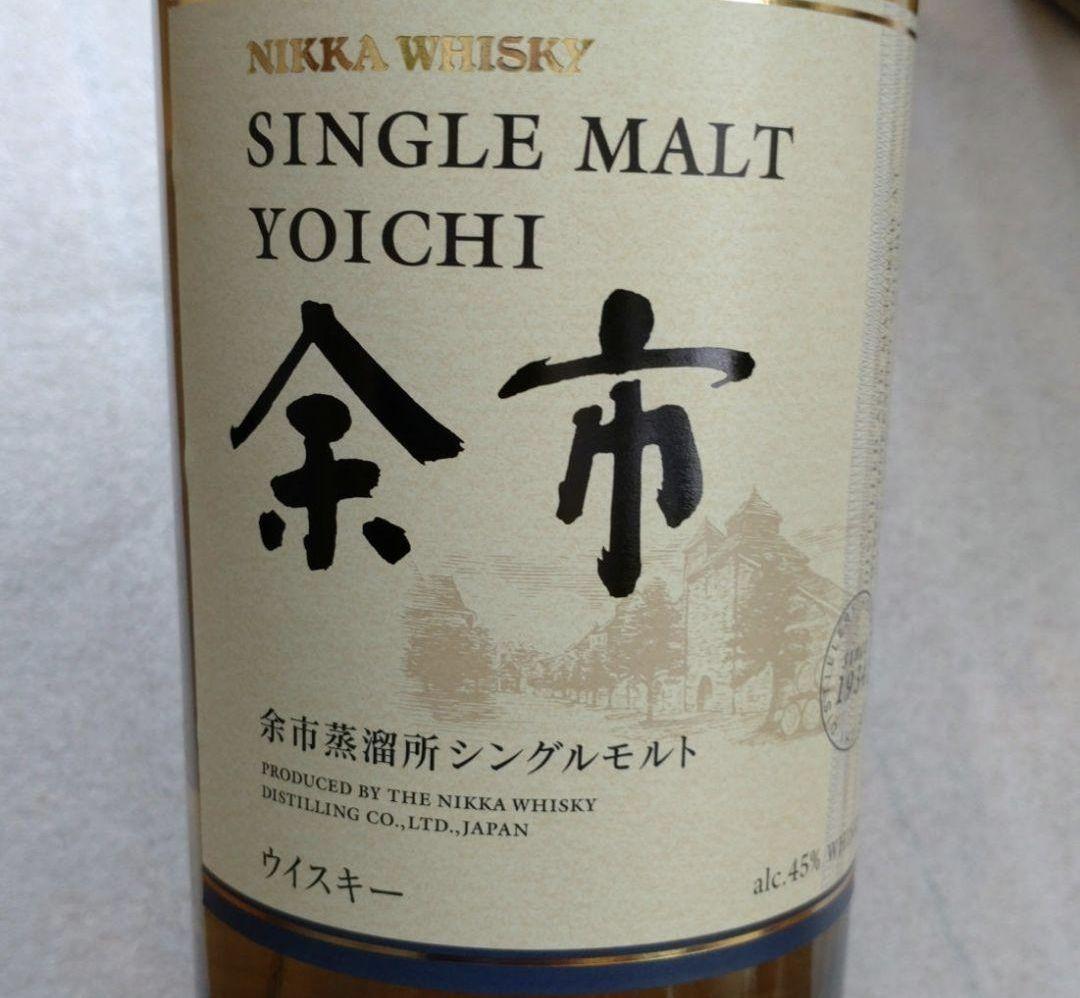 NIKKA WHISKY
SINGLE MALT
YOICHI
余市
余市蒸溜所シングルモルト
PRODUCED BY THE NIKKA WHISKY
DISTILLING CO.,LTD.,JAPAN
ウイスキー
alc.45%